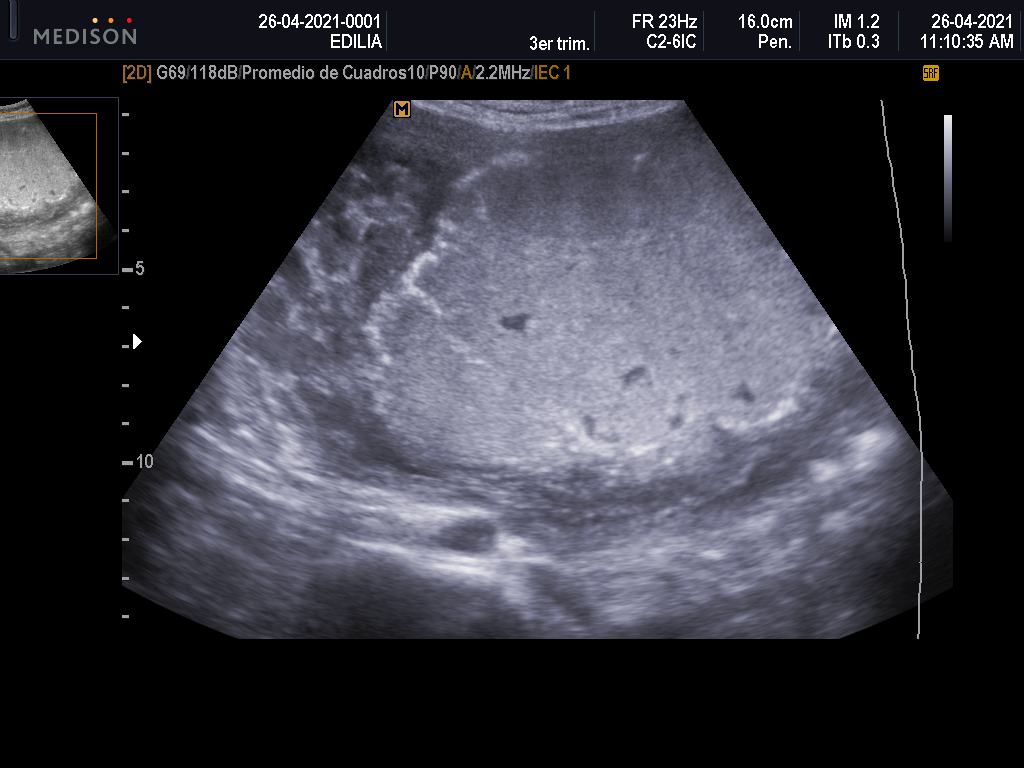 MEDISON
26-04-2021-0001
EDILIA
3er trim.
FR 23Hz
C2-6IC
16.0cm
Pen.
IM 1.2
ITb 0.3
26-04-2021
11:10:35 AM
[2D] G69/118dB/Promedio de Cuadros10/P90/A/2.2MHz/IEC 1
SRF
M
5
10